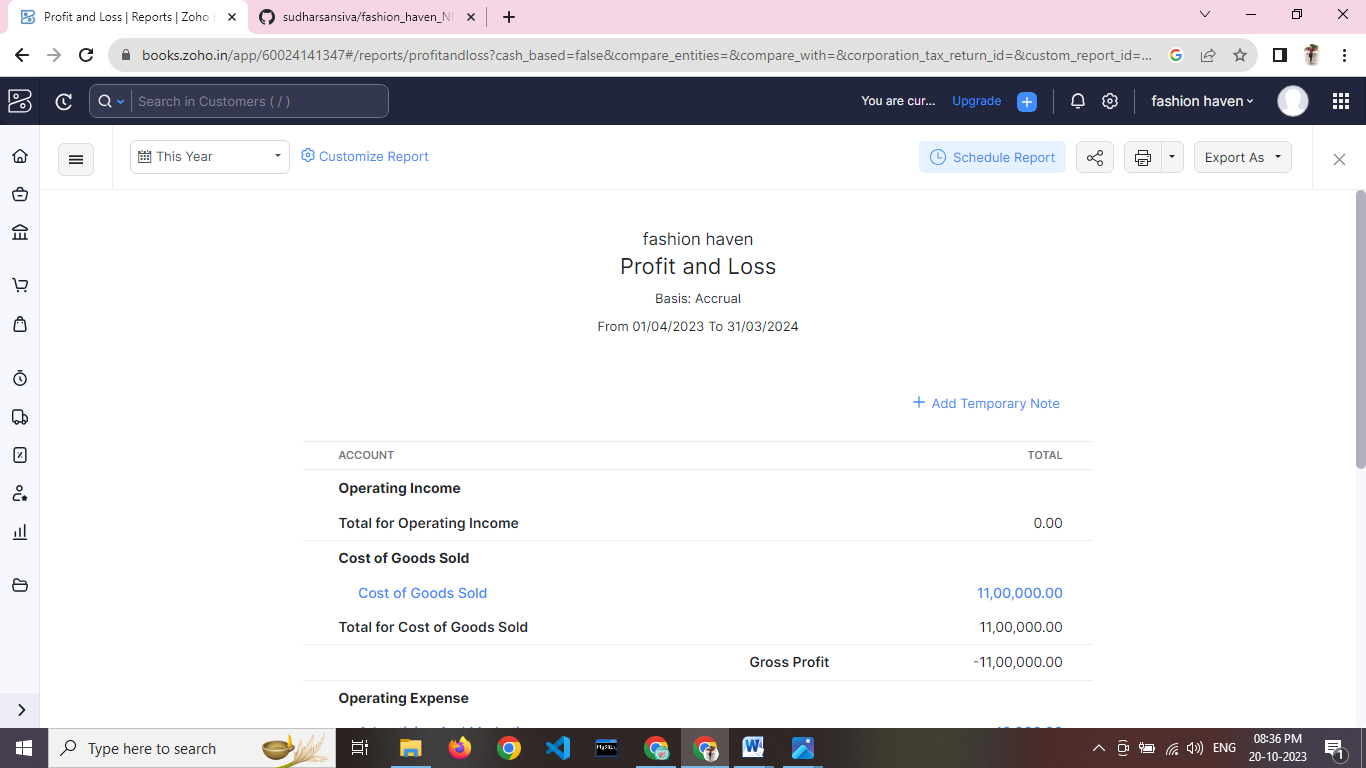 Profit and Loss | Reports | Zoho
sudharsansiva/fashion_haven_
books.zoho.in/app/60024141347#/reports/profitandloss?cash_based=false&compare_entities=&compare_with=&corporation_tax_return_id=&custom_report_id=...
Search in Customers ( / )
You are cur...
Upgrade
fashion haven
This Year
Customize Report
Schedule Report
Export As
fashion haven
Profit and Loss
Basis: Accrual
From 01/04/2023 To 31/03/2024
Add Temporary Note
ACCOUNT TOTAL
Operating Income
Total for Operating Income 0.00
Cost of Goods Sold
Cost of Goods Sold 11,00,000.00
Total for Cost of Goods Sold 11,00,000.00
Gross Profit -11,00,000.00
Operating Expense
Type here to search
MySQL
ENG
08:36 PM
20-10-2023
1